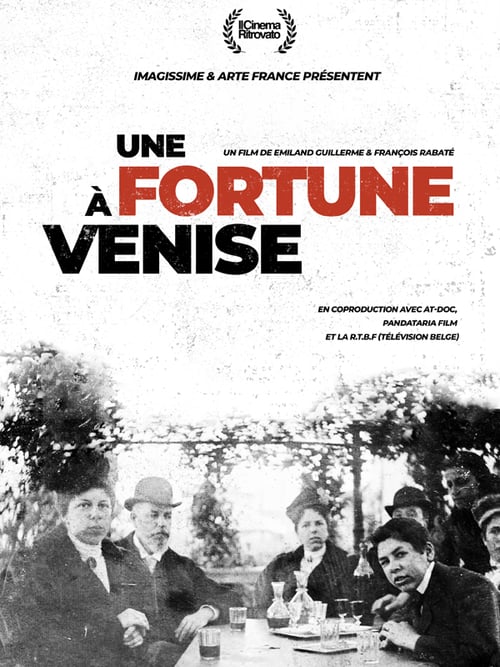 Il Cinema
Ritrovato
IMAGISSIME & ARTE FRANCE PRÉSENTENT
UNE
UN FILM DE EMILAND GUILLERME & FRANÇOIS RABATÉ
À FORTUNE
VENISE
EN COPRODUCTION AVEC AT-DOC,
PANDATARIA FILM
ET LA R.T.B.F (TÉLÉVISION BELGE)